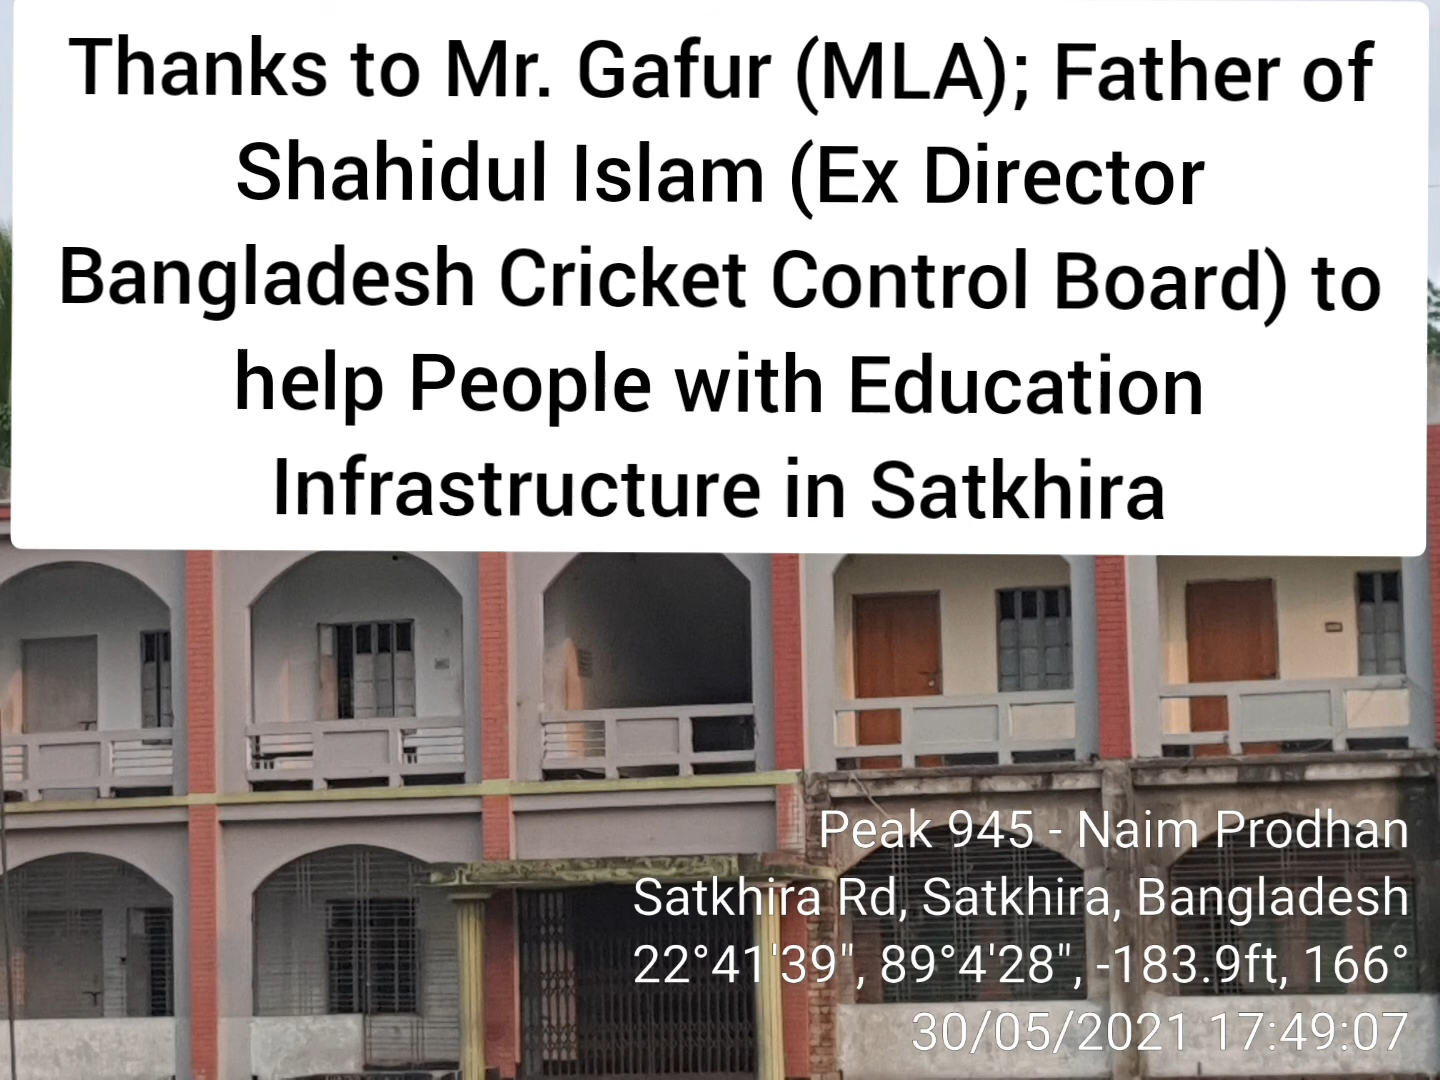 Thanks to Mr. Gafur (MLA); Father of
Shahidul Islam (Ex Director
Bangladesh Cricket Control Board) to
help People with Education
Infrastructure in Satkhira
Peak 945 - Naim Prodhan
Satkhira Rd, Satkhira, Bangladesh
22°41'39", 89°4'28", -183.9ft, 166°
30/05/2021 17:49:07